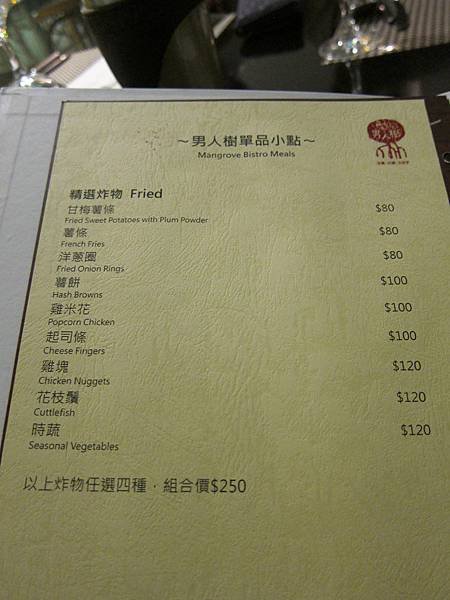 ～男人樹單品小點～
Mangrove Bistro Meals
男人樹
精選炸物 Fried
甘梅薯條 $80
Fried Sweet Potatoes with Plum Powder
薯條 $80
French Fries
洋蔥圈 $80
Fried Onion Rings
薯餅 $100
Hash Browns
雞米花 $100
Popcorn Chicken
起司條 $100
Cheese Fingers
雞塊 $120
Chicken Nuggets
花枝鬚 $120
Cuttlefish
時蔬 $120
Seasonal Vegetables
以上炸物任選四種，組合價$250